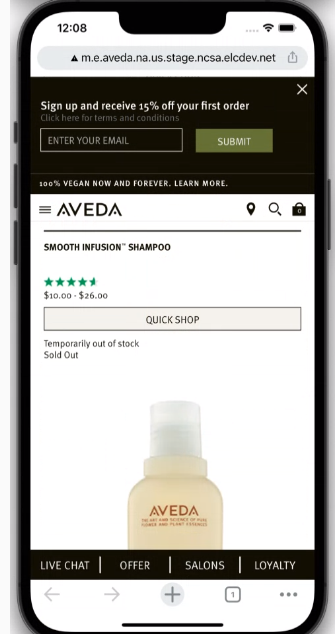 12:08
m.e.aveda.na.us.stage.ncsa.elcdev.net
Sign up and receive 15% off your first order
Click here for terms and conditions
ENTER YOUR EMAIL
SUBMIT
100% VEGAN NOW AND FOREVER. LEARN MORE.
AVEDA
0
SMOOTH INFUSION™ SHAMPOO
$10.00 - $26.00
QUICK SHOP
Temporarily out of stock
Sold Out
AVEDA
THE ART AND SCIENCE OF PURE
FLOWER AND PLANT ESSENCES
LIVE CHAT | OFFER | SALONS | LOYALTY
1